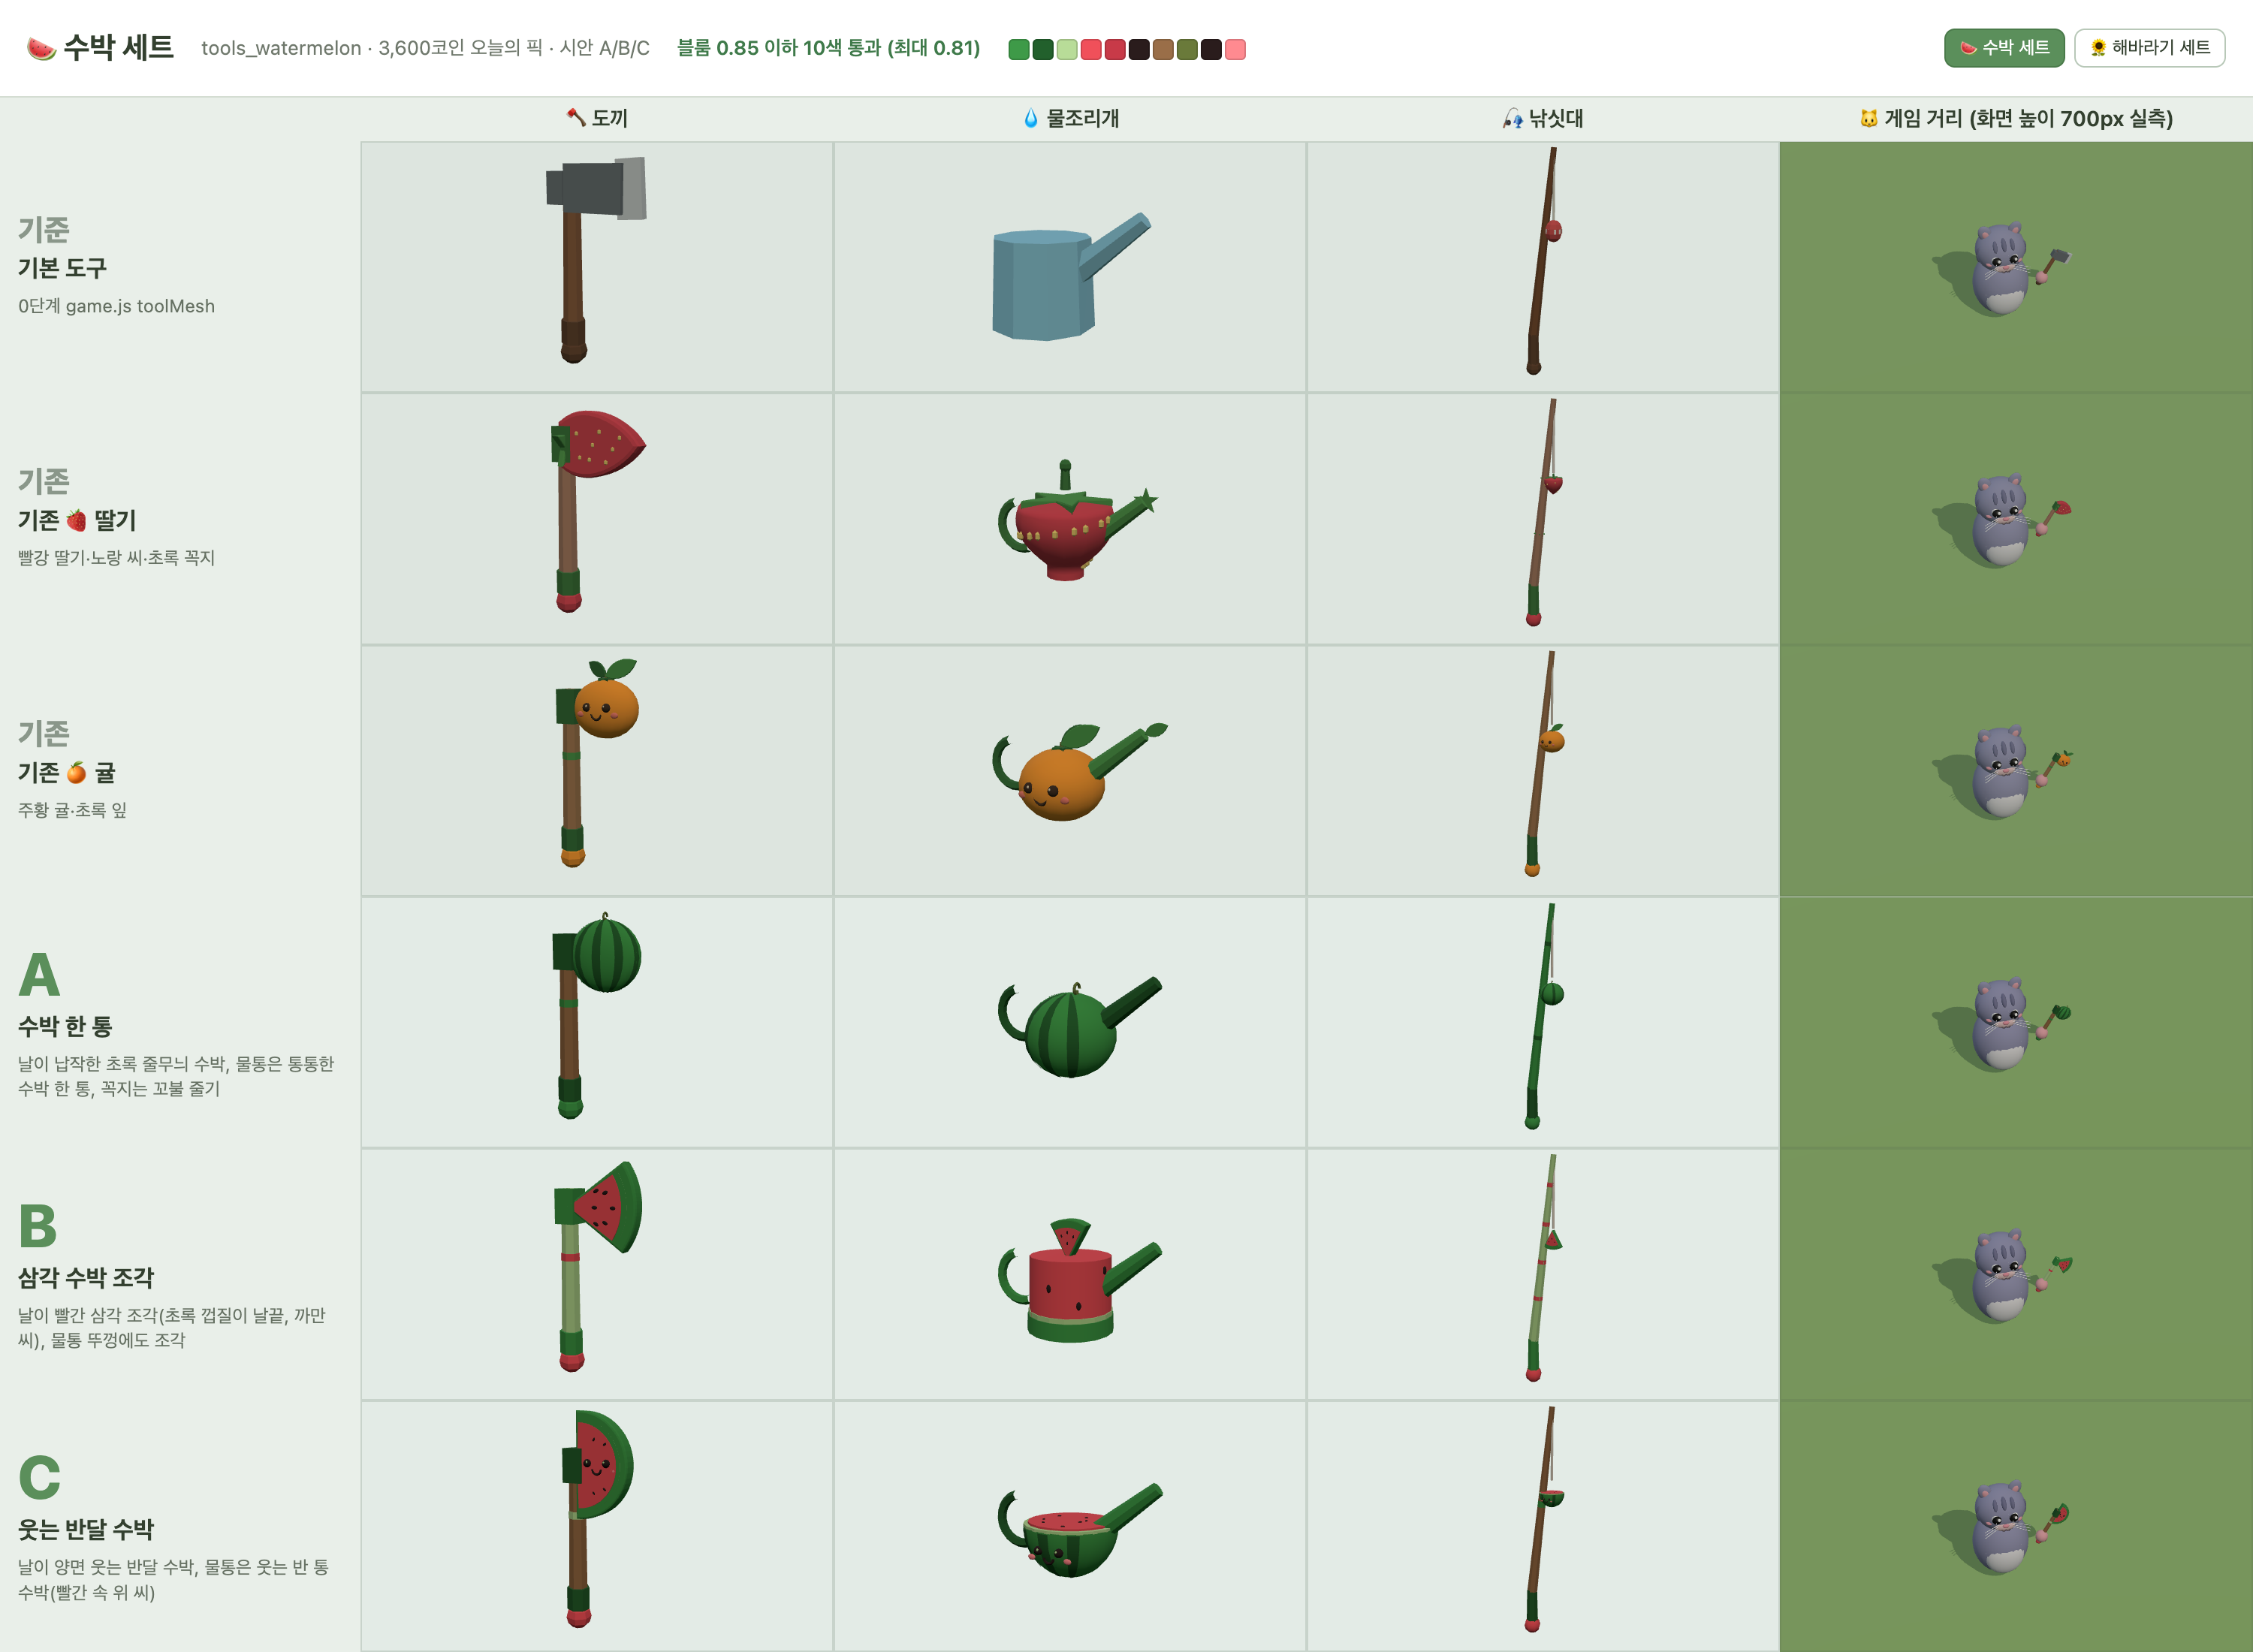 🍉 수박 세트
tools_watermelon · 3,600코인 오늘의 픽 · 시안 A/B/C
블룸 0.85 이하 10색 통과 (최대 0.81)
🍉 수박 세트
🌻 해바라기 세트
🪓 도끼
💧 물조리개
🎣 낚싯대
🐱 게임 거리 (화면 높이 700px 실측)
기준
기본 도구
0단계 game.js toolMesh
기존
기존 🍓 딸기
빨강 딸기·노랑 씨·초록 꼭지
기존
기존 🍊 귤
주황 귤·초록 잎
A
수박 한 통
날이 납작한 초록 줄무늬 수박, 물통은 통통한
수박 한 통, 꼭지는 꼬불 줄기
B
삼각 수박 조각
날이 빨간 삼각 조각(초록 껍질이 날끝, 까만
씨), 물통 뚜껑에도 조각
C
웃는 반달 수박
날이 양면 웃는 반달 수박, 물통은 웃는 반 통
수박(빨간 속 위 씨)